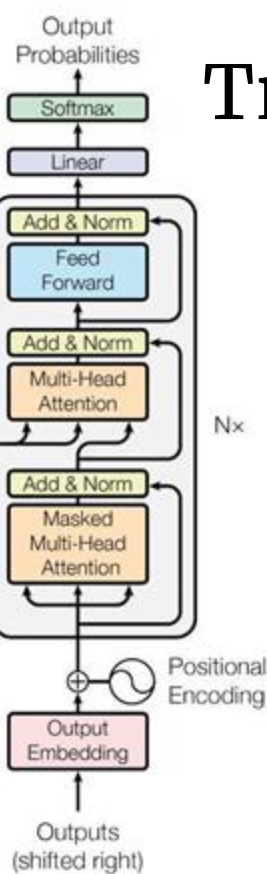 Output
Probabilities
Softmax
Linear
Add & Norm
Feed
Forward
Add & Norm
Multi-Head
Attention
N×
Add & Norm
Masked
Multi-Head
Attention
Positional
Encoding
Output
Embedding
Outputs
(shifted right)